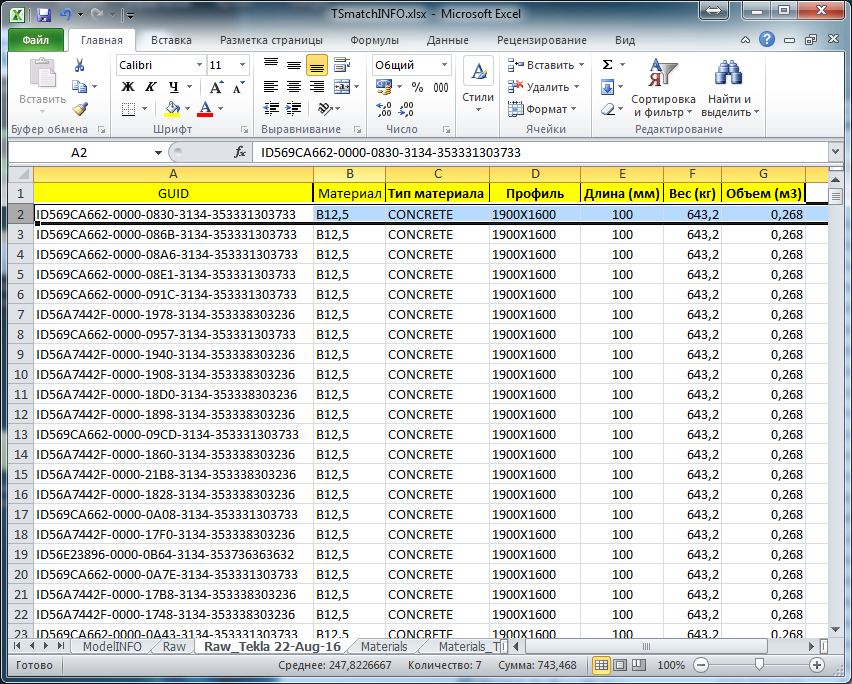 TSmatchINFO.xlsx - Microsoft Excel
Файл Главная Вставка Разметка страницы Формулы Данные Рецензирование Вид
Вставить
Calibri 11
Ж К Ч А А
А
Общий
% 000
Стили
Вставить
Удалить
Формат
Σ
Сортировка и фильтр
Найти и выделить
Буфер обмена Шрифт Выравнивание Число Ячейки Редактирование
A2 fx ID569CA662-0000-0830-3134-353331303733
A B C D E F G
1 GUID Материал Тип материала Профиль Длина (мм) Вес (кг) Объем (м3)
2 ID569CA662-0000-0830-3134-353331303733 B12,5 CONCRETE 1900X1600 100 643,2 0,268
3 ID569CA662-0000-086B-3134-353331303733 B12,5 CONCRETE 1900X1600 100 643,2 0,268
4 ID569CA662-0000-08A6-3134-353331303733 B12,5 CONCRETE 1900X1600 100 643,2 0,268
5 ID569CA662-0000-08E1-3134-353331303733 B12,5 CONCRETE 1900X1600 100 643,2 0,268
6 ID569CA662-0000-091C-3134-353331303733 B12,5 CONCRETE 1900X1600 100 643,2 0,268
7 ID56A7442F-0000-1978-3134-353338303236 B12,5 CONCRETE 1900X1600 100 643,2 0,268
8 ID569CA662-0000-0957-3134-353331303733 B12,5 CONCRETE 1900X1600 100 643,2 0,268
9 ID56A7442F-0000-1940-3134-353338303236 B12,5 CONCRETE 1900X1600 100 643,2 0,268
10 ID56A7442F-0000-1908-3134-353338303236 B12,5 CONCRETE 1900X1600 100 643,2 0,268
11 ID56A7442F-0000-18D0-3134-353338303236 B12,5 CONCRETE 1900X1600 100 643,2 0,268
12 ID56A7442F-0000-1898-3134-353338303236 B12,5 CONCRETE 1900X1600 100 643,2 0,268
13 ID569CA662-0000-09CD-3134-353331303733 B12,5 CONCRETE 1900X1600 100 643,2 0,268
14 ID56A7442F-0000-1860-3134-353338303236 B12,5 CONCRETE 1900X1600 100 643,2 0,268
15 ID56A7442F-0000-21B8-3134-353338303236 B12,5 CONCRETE 1900X1600 100 643,2 0,268
16 ID56A7442F-0000-1828-3134-353338303236 B12,5 CONCRETE 1900X1600 100 643,2 0,268
17 ID569CA662-0000-0A08-3134-353331303733 B12,5 CONCRETE 1900X1600 100 643,2 0,268
18 ID56A7442F-0000-17F0-3134-353338303236 B12,5 CONCRETE 1900X1600 100 643,2 0,268
19 ID56E23896-0000-0B64-3134-353736363632 B12,5 CONCRETE 1900X1600 100 643,2 0,268
20 ID569CA662-0000-0A7E-3134-353331303733 B12,5 CONCRETE 1900X1600 100 643,2 0,268
21 ID56A7442F-0000-17B8-3134-353338303236 B12,5 CONCRETE 1900X1600 100 643,2 0,268
22 ID56A7442F-0000-1748-3134-353338303236 B12,5 CONCRETE 1900X1600 100 643,2 0,268
23 ID569CA662-0000-0A43-3134-353331303733 B12,5 CONCRETE 1900X1600 100 643,2 0,268
ModelINFO Raw Raw_Tekla 22-Aug-16 Materials Materials_T
Готово Среднее: 247,8226667 Количество: 7 Сумма: 743,468 100%